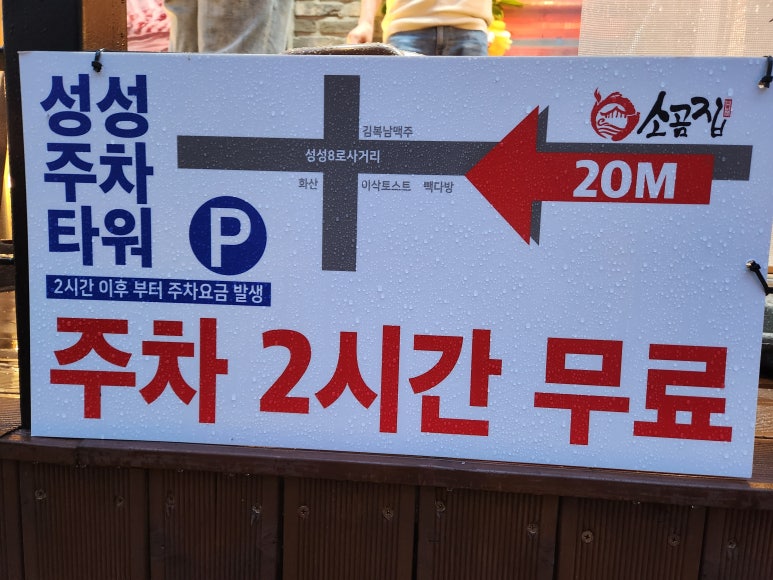 성성
주차
타워
P
2시간 이후 부터 주차요금 발생
김복남맥주
성성8로사거리
화산
이삭토스트 빽다방
소곰집
20M
주차 2시간 무료